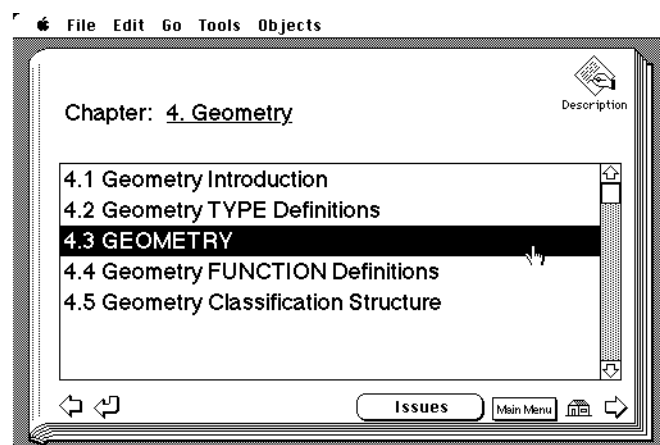 File Edit Go Tools Objects
Description
Chapter: 4. Geometry
4.1 Geometry Introduction
4.2 Geometry TYPE Definitions
4.3 GEOMETRY
4.4 Geometry FUNCTION Definitions
4.5 Geometry Classification Structure
Issues Main Menu